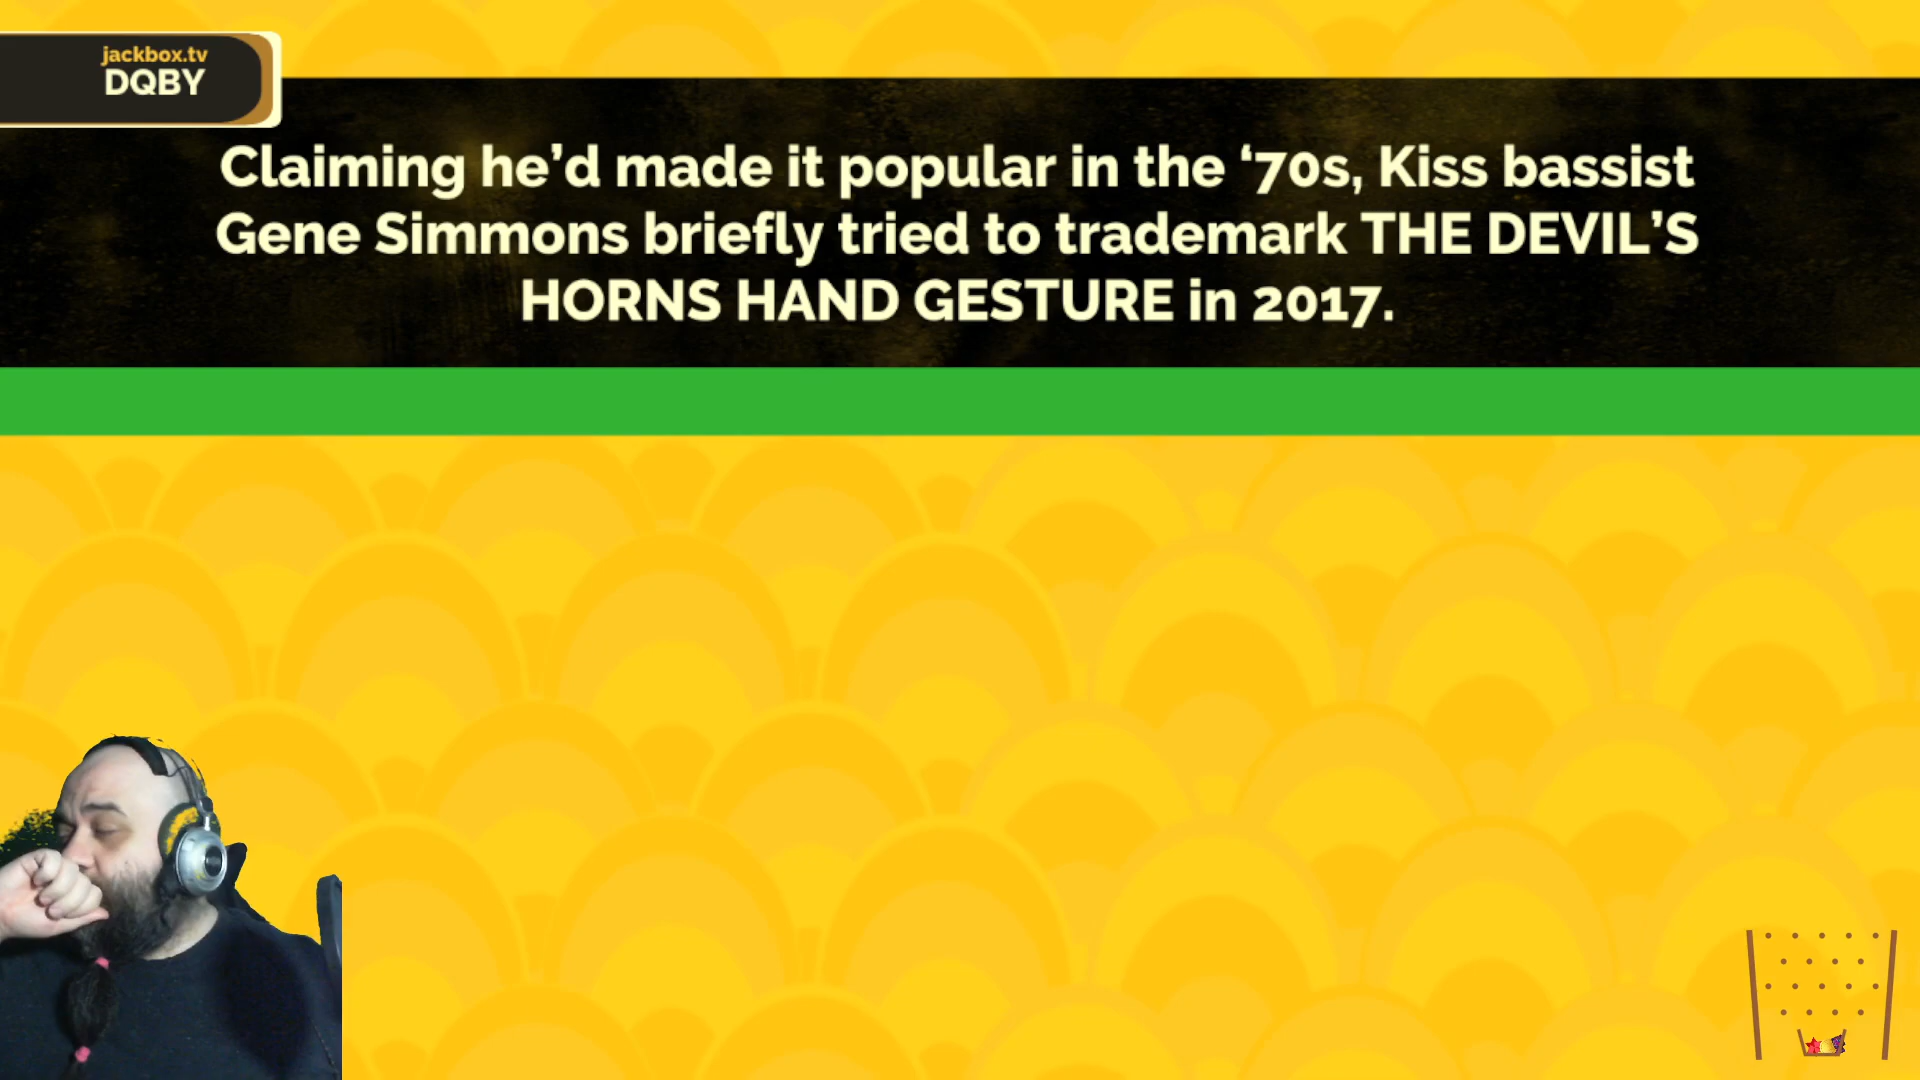 jackbox.tv
DQBY
Claiming he’d made it popular in the ‘70s, Kiss bassist
Gene Simmons briefly tried to trademark THE DEVIL’S
HORNS HAND GESTURE in 2017.